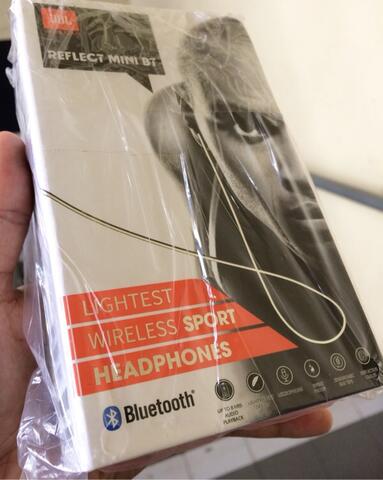 JBL
REFLECT MINI BT
LIGHTEST
WIRELESS SPORT
HEADPHONES
Bluetooth®
UP TO 8 HRS
AUDIO
PLAYBACK